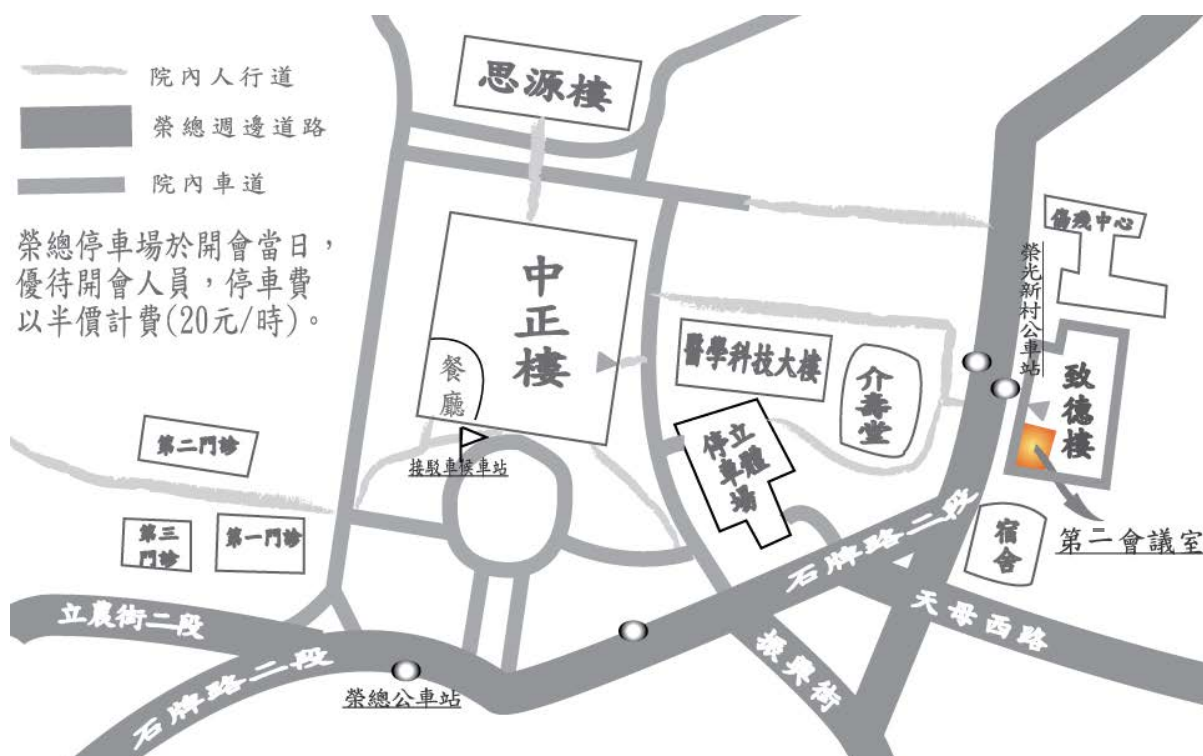 院內人行道
榮總週邊道路
院內車道
榮總停車場於開會當日，
優待開會人員，停車費
以半價計費(20元/時)。
思源樓
中正樓
餐廳
接駁車候車站
醫學科技大樓
介壽堂
立體
停車場
傷殘中心
榮光新村公車站
致德樓
第二會議室
宿舍
第二門診
第三
門診
第一門診
立農街二段
石牌路二段
榮總公車站
石牌路二段
振興街
天母西路